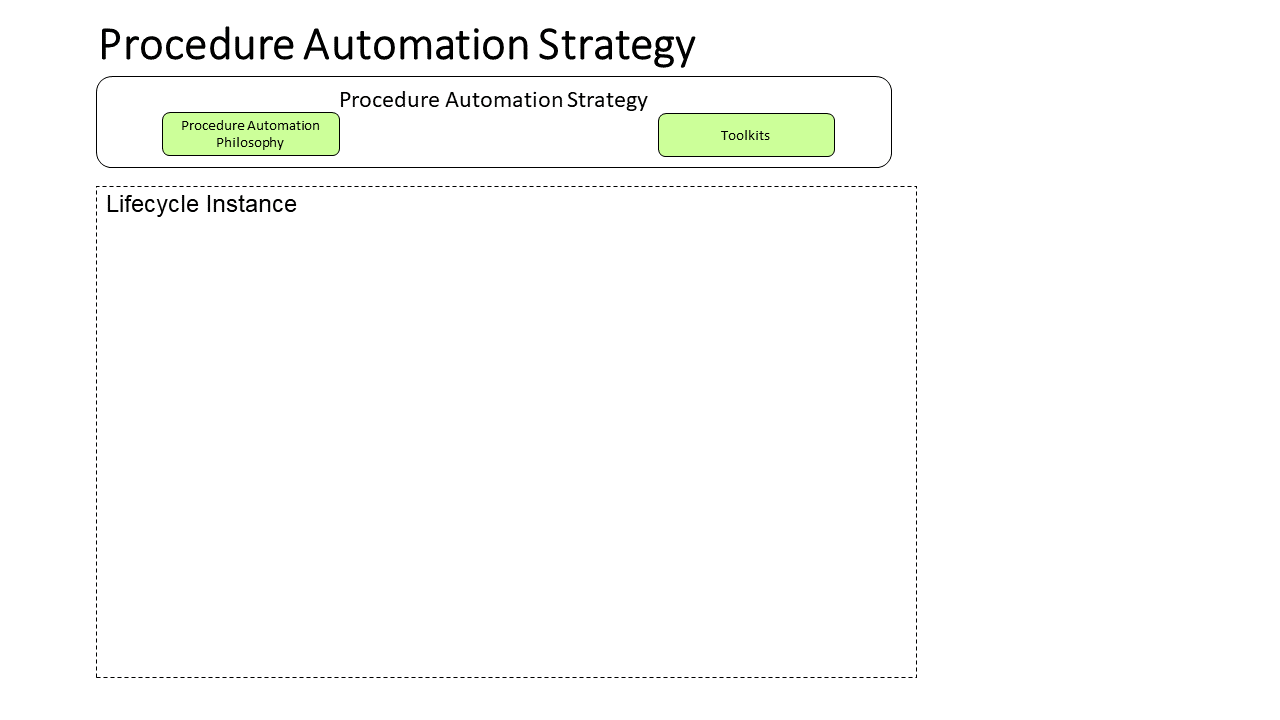 Procedure Automation Strategy
Procedure Automation Strategy
Procedure Automation
Philosophy
Toolkits
Lifecycle Instance